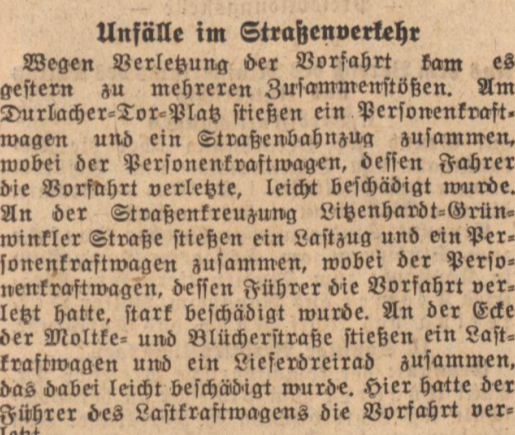 Unfälle im Straßenverkehr
Wegen Verletzung der Vorfahrt kam es
gestern zu mehreren Zusammenstößen. Am
Durlacher-Tor-Platz stießen ein Personenkraft-
wagen und ein Straßenbahnzug zusammen,
wobei der Personenkraftwagen, dessen Fahrer
die Vorfahrt verletzte, leicht beschädigt wurde.
An der Straßenkreuzung Litzenhardt-Grün-
winkler Straße stießen ein Lastzug und ein Per-
sonenkraftwagen zusammen, wobei der Perso-
nenkraftwagen, dessen Führer die Vorfahrt ver-
letzt hatte, stark beschädigt wurde. An der Ecke
der Moltke- und Blücherstraße stießen ein Last-
kraftwagen und ein Lieferdreirad zusammen,
das dabei leicht beschädigt wurde. Hier hatte der
Führer des Lastkraftwagens die Vorfahrt ver-
letzt.